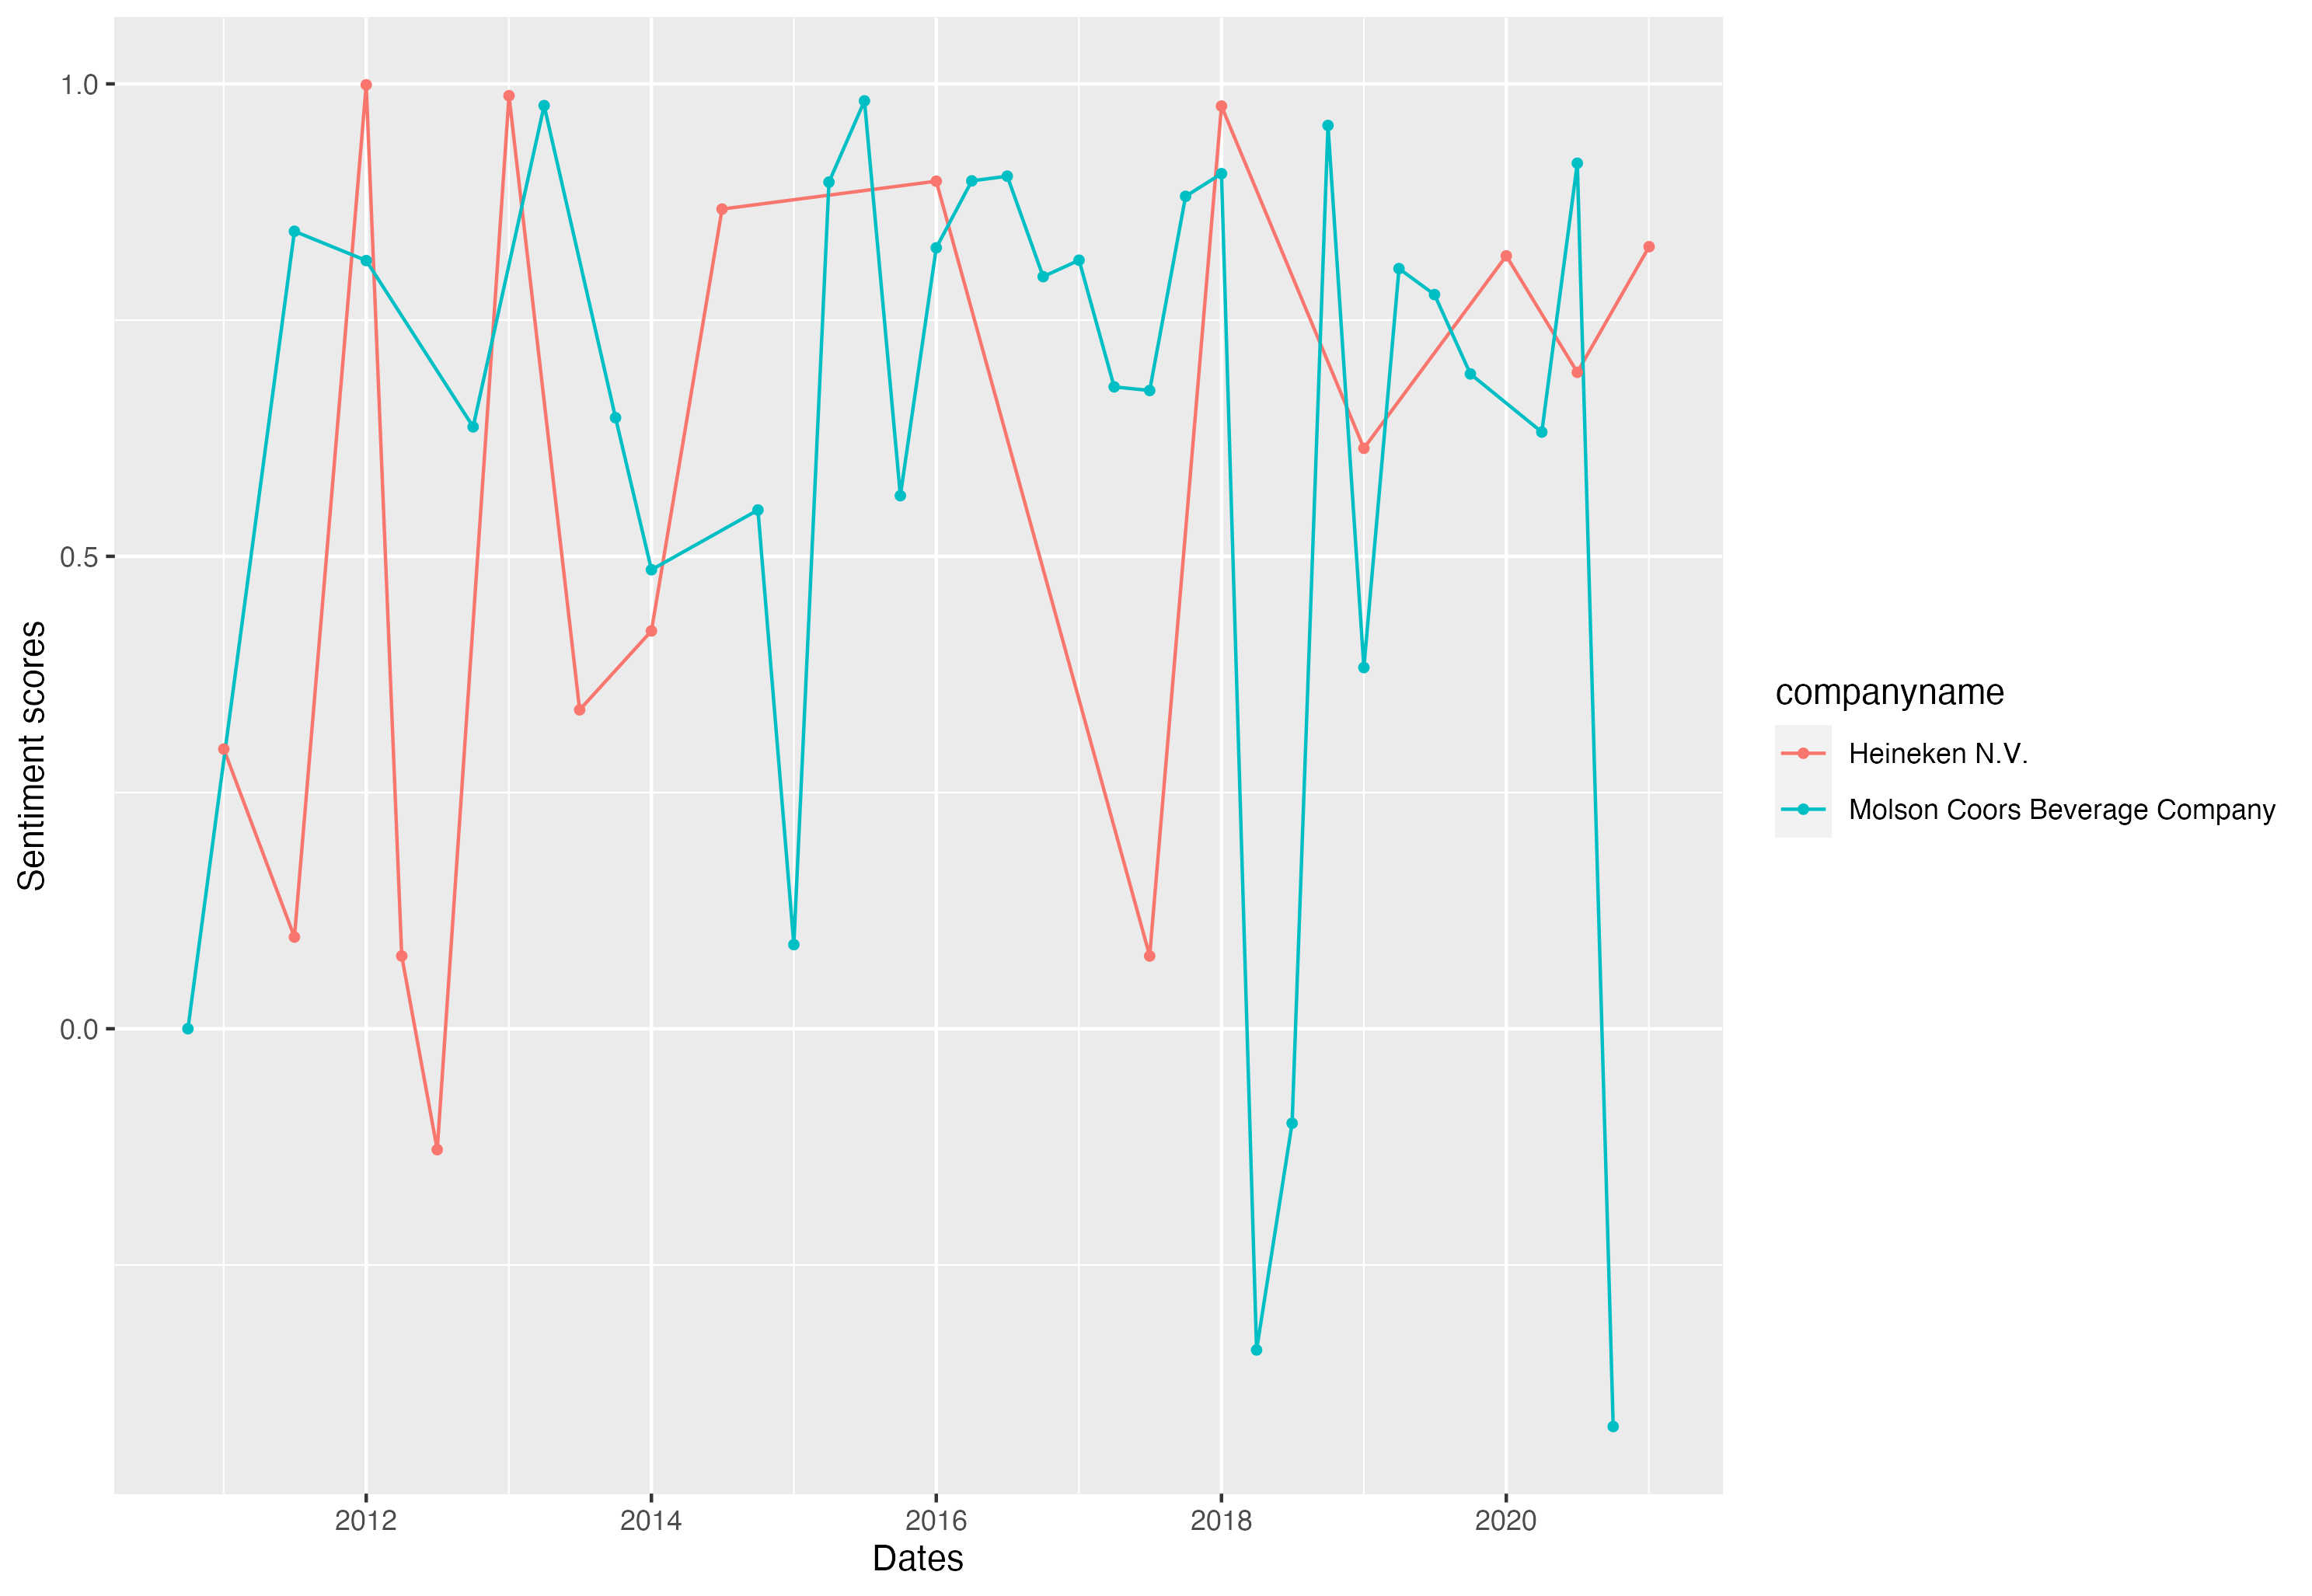 1.0
0.5
0.0
Sentiment scores
2012
2014
2016
2018
2020
Dates
companyname
Heineken N.V.
Molson Coors Beverage Company